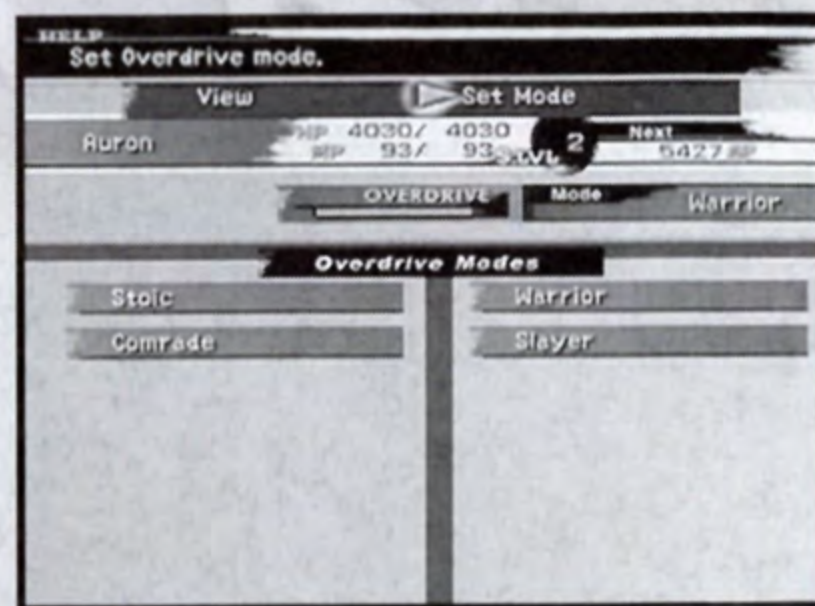 HELP
Set Overdrive mode.
View Set Mode
Auron HP 4030/ 4030 2 Next
MP 93/ 93 S.LVL 5427 AP
OVERDRIVE Mode Warrior
Overdrive Modes
Stoic Warrior
Comrade Slayer